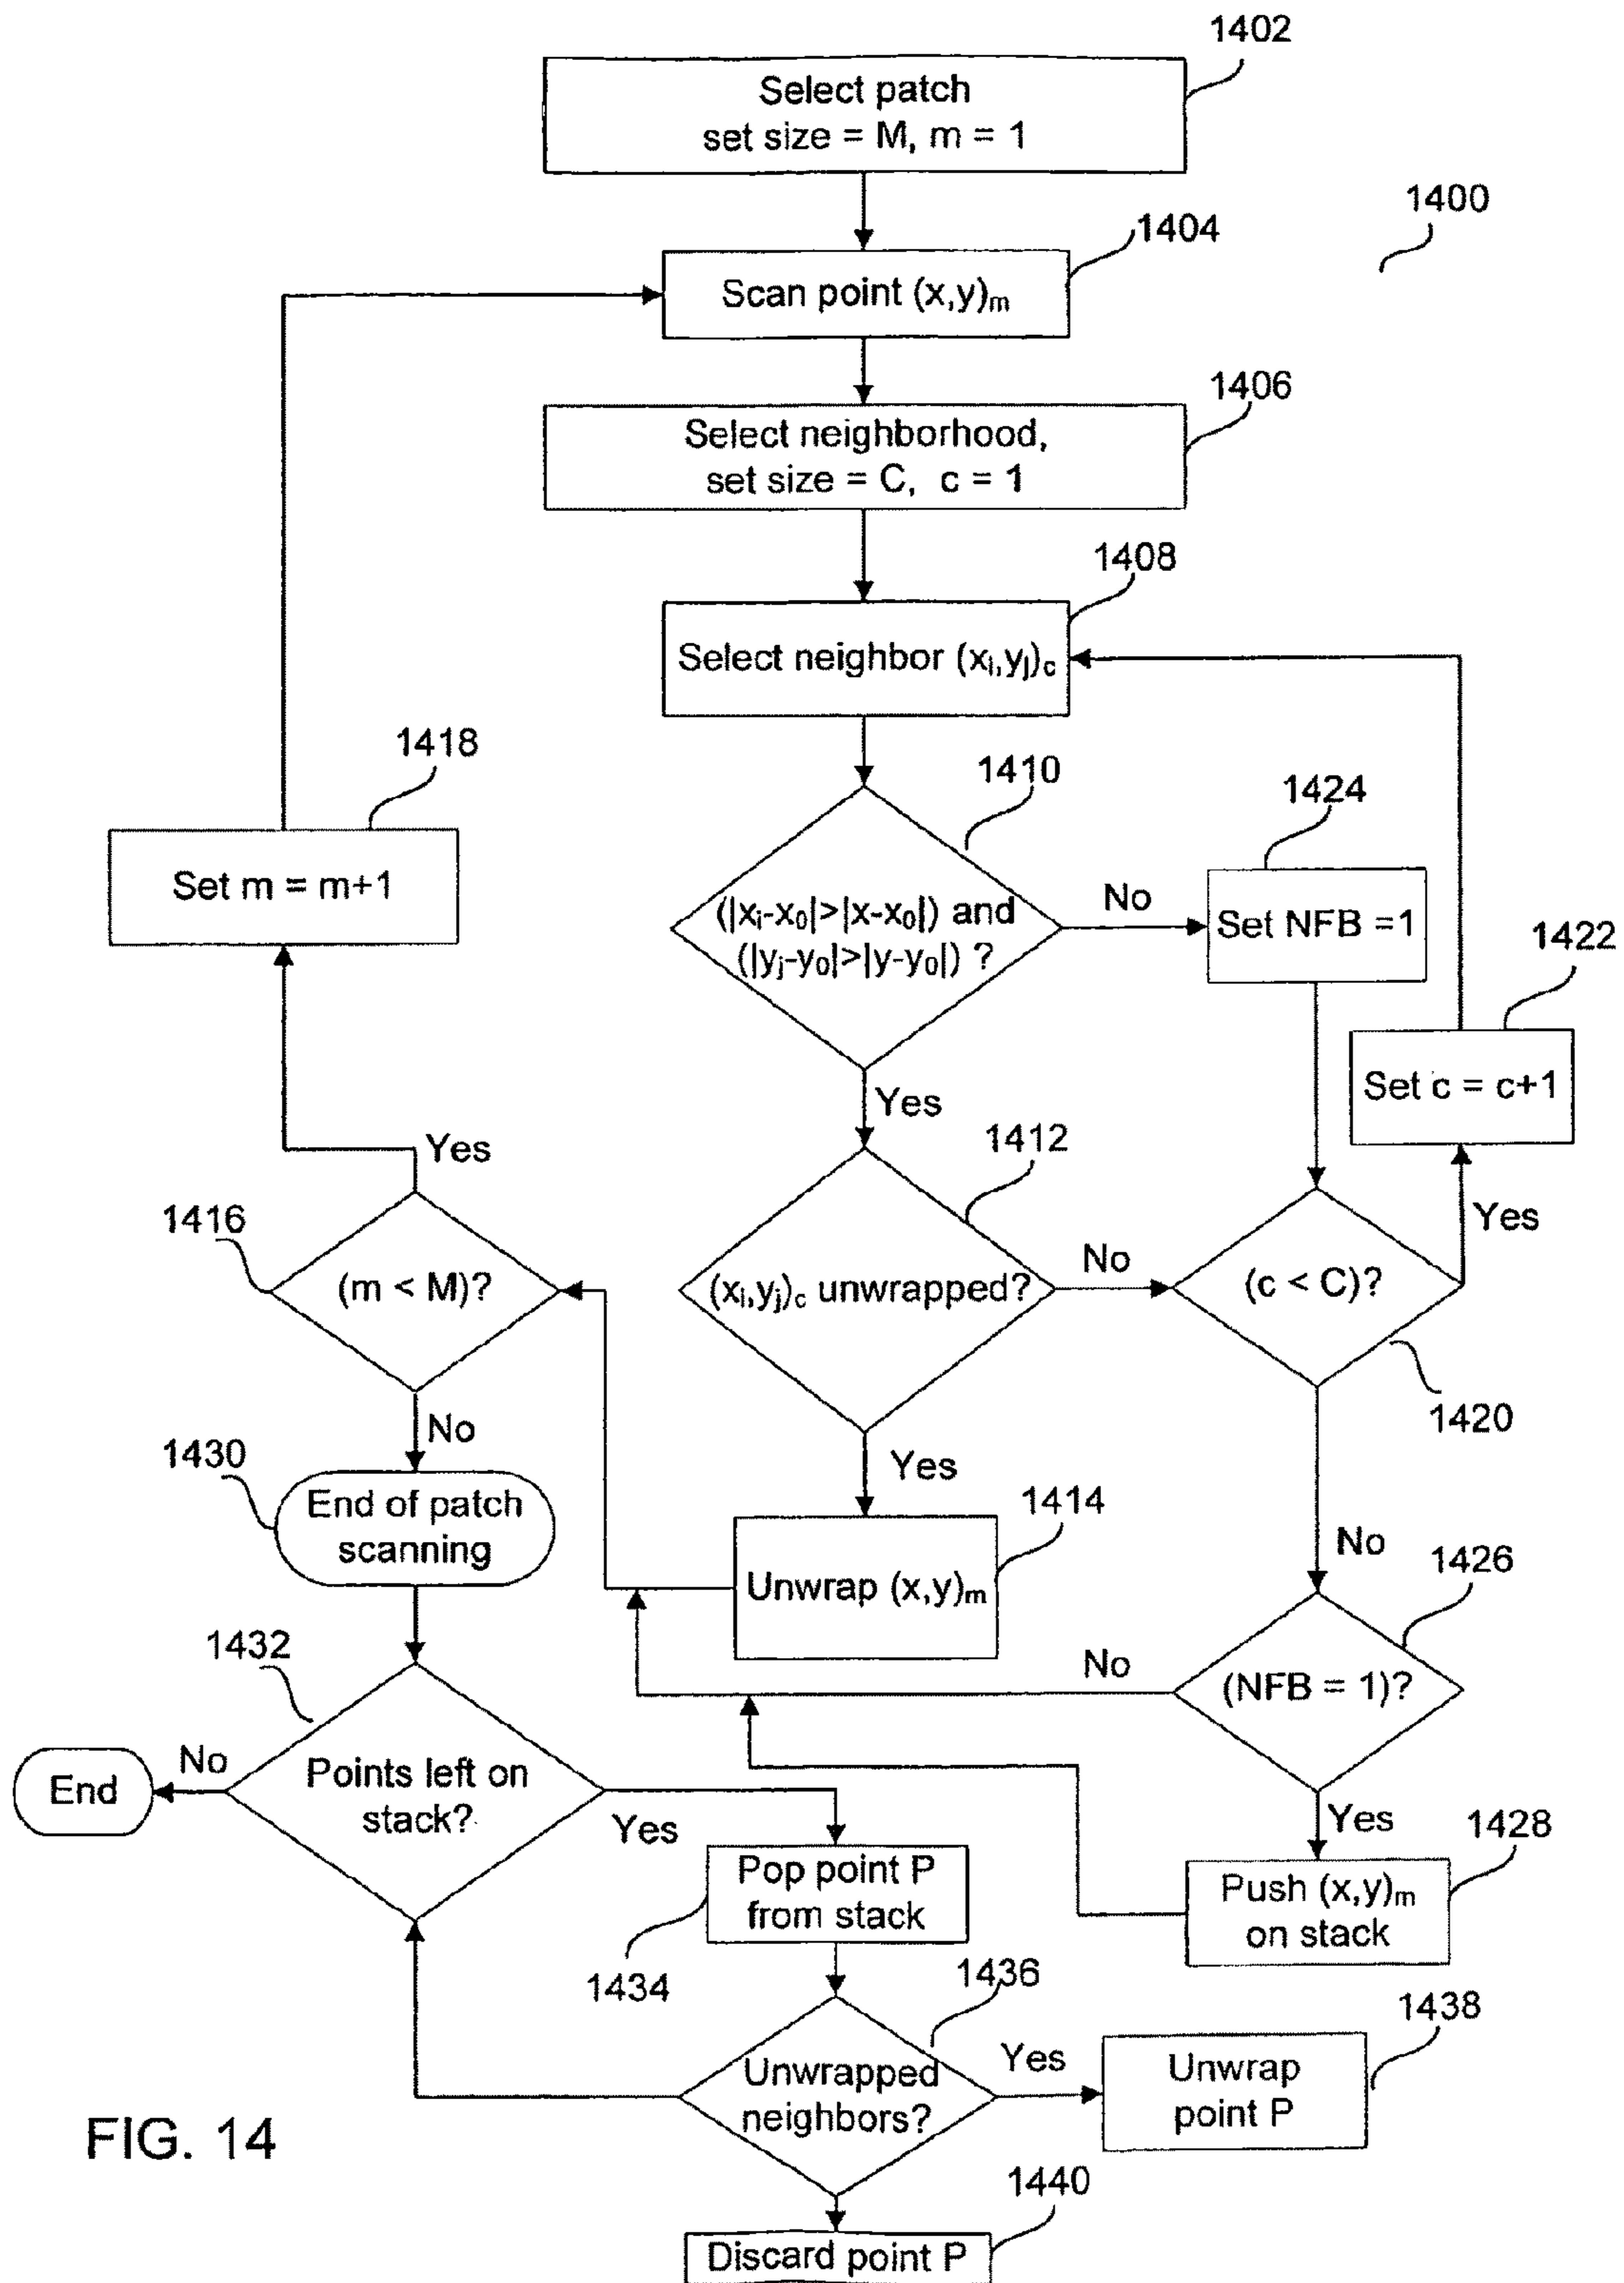 1402
Select patch
set size = M, m = 1
1400
1404
Scan point (x,y)m
1406
Select neighborhood,
set size = C, c = 1
1408
Select neighbor (xi,yj)c
1418
Set m = m+1
1410
(|xi-x0|>|x-x0|) and
(|yj-y0|>|y-y0|) ?
No
1424
Set NFB =1
1422
Set c = c+1
Yes
1412
(xi,yj)c unwrapped?
No
Yes
1416
(m < M)?
Yes
(c < C)?
1420
No
1430
End of patch
scanning
Yes
1414
Unwrap (x,y)m
No
1426
(NFB = 1)?
No
1432
Points left on
stack?
No
End
Yes
Yes
1428
Push (x,y)m
on stack
Pop point P
from stack
1434
1436
Unwrapped
neighbors?
Yes
1438
Unwrap
point P
1440
Discard point P
FIG. 14